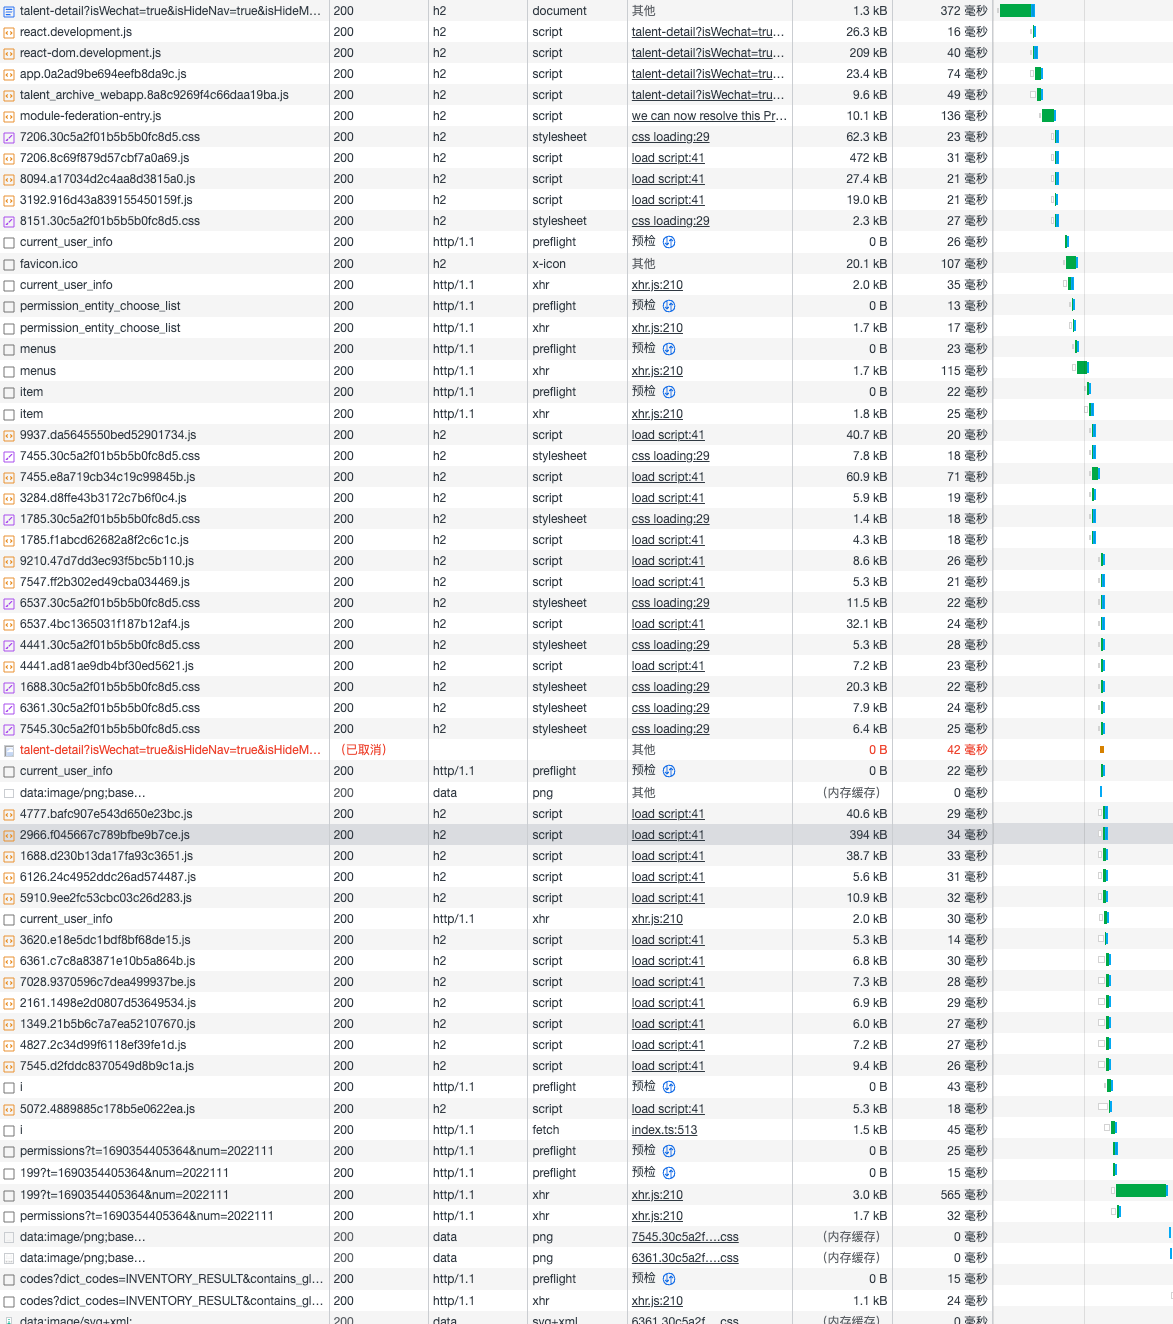 talent-detail?isWechat=true&isHideNav=true&isHideM... 200 h2 document 其他 1.3 kB 372 毫秒
react.development.js 200 h2 script talent-detail?isWechat=tru... 26.3 kB 16 毫秒
react-dom.development.js 200 h2 script talent-detail?isWechat=tru... 209 kB 40 毫秒
app.0a2ad9be694eefb8da9c.js 200 h2 script talent-detail?isWechat=tru... 23.4 kB 74 毫秒
talent_archive_webapp.8a8c9269f4c66daa19ba.js 200 h2 script talent-detail?isWechat=tru... 9.6 kB 49 毫秒
module-federation-entry.js 200 h2 script we can now resolve this Pr... 10.1 kB 136 毫秒
7206.30c5a2f01b5b5b0fc8d5.css 200 h2 stylesheet css loading:29 62.3 kB 23 毫秒
7206.8c69f879d57cbf7a0a69.js 200 h2 script load script:41 472 kB 31 毫秒
8094.a17034d2c4aa8d3815a0.js 200 h2 script load script:41 27.4 kB 21 毫秒
3192.916d43a839155450159f.js 200 h2 script load script:41 19.0 kB 21 毫秒
8151.30c5a2f01b5b5b0fc8d5.css 200 h2 stylesheet css loading:29 2.3 kB 27 毫秒
current_user_info 200 http/1.1 preflight 预检 0 B 26 毫秒
favicon.ico 200 h2 x-icon 其他 20.1 kB 107 毫秒
current_user_info 200 http/1.1 xhr xhr.js:210 2.0 kB 35 毫秒
permission_entity_choose_list 200 http/1.1 preflight 预检 0 B 13 毫秒
permission_entity_choose_list 200 http/1.1 xhr xhr.js:210 1.7 kB 17 毫秒
menus 200 http/1.1 preflight 预检 0 B 23 毫秒
menus 200 http/1.1 xhr xhr.js:210 1.7 kB 115 毫秒
item 200 http/1.1 preflight 预检 0 B 22 毫秒
item 200 http/1.1 xhr xhr.js:210 1.8 kB 25 毫秒
9937.da5645550bed52901734.js 200 h2 script load script:41 40.7 kB 20 毫秒
7455.30c5a2f01b5b5b0fc8d5.css 200 h2 stylesheet css loading:29 7.8 kB 18 毫秒
7455.e8a719cb34c19c99845b.js 200 h2 script load script:41 60.9 kB 71 毫秒
3284.d8ffe43b3172c7b6f0c4.js 200 h2 script load script:41 5.9 kB 19 毫秒
1785.30c5a2f01b5b5b0fc8d5.css 200 h2 stylesheet css loading:29 1.4 kB 18 毫秒
1785.f1abcd62682a8f2c6c1c.js 200 h2 script load script:41 4.3 kB 18 毫秒
9210.47d7dd3ec93f5bc5b110.js 200 h2 script load script:41 8.6 kB 26 毫秒
7547.ff2b302ed49cba034469.js 200 h2 script load script:41 5.3 kB 21 毫秒
6537.30c5a2f01b5b5b0fc8d5.css 200 h2 stylesheet css loading:29 11.5 kB 22 毫秒
6537.4bc1365031f187b12af4.js 200 h2 script load script:41 32.1 kB 24 毫秒
4441.30c5a2f01b5b5b0fc8d5.css 200 h2 stylesheet css loading:29 5.3 kB 28 毫秒
4441.ad81ae9db4bf30ed5621.js 200 h2 script load script:41 7.2 kB 23 毫秒
1688.30c5a2f01b5b5b0fc8d5.css 200 h2 stylesheet css loading:29 20.3 kB 22 毫秒
6361.30c5a2f01b5b5b0fc8d5.css 200 h2 stylesheet css loading:29 7.9 kB 24 毫秒
7545.30c5a2f01b5b5b0fc8d5.css 200 h2 stylesheet css loading:29 6.4 kB 25 毫秒
talent-detail?isWechat=true&isHideNav=true&isHideM... （已取消） 其他 0 B 42 毫秒
current_user_info 200 http/1.1 preflight 预检 0 B 22 毫秒
data:image/png;base... 200 data png 其他 （内存缓存） 0 毫秒
4777.bafc907e543d650e23bc.js 200 h2 script load script:41 40.6 kB 29 毫秒
2966.f045667c789bfbe9b7ce.js 200 h2 script load script:41 394 kB 34 毫秒
1688.d230b13da17fa93c3651.js 200 h2 script load script:41 38.7 kB 33 毫秒
6126.24c4952ddc26ad574487.js 200 h2 script load script:41 5.6 kB 31 毫秒
5910.9ee2fc53cbc03c26d283.js 200 h2 script load script:41 10.9 kB 32 毫秒
current_user_info 200 http/1.1 xhr xhr.js:210 2.0 kB 30 毫秒
3620.e18e5dc1bdf8bf68de15.js 200 h2 script load script:41 5.3 kB 14 毫秒
6361.c7c8a83871e10b5a864b.js 200 h2 script load script:41 6.8 kB 30 毫秒
7028.9370596c7dea499937be.js 200 h2 script load script:41 7.3 kB 28 毫秒
2161.1498e2d0807d53649534.js 200 h2 script load script:41 6.9 kB 29 毫秒
1349.21b5b6c7a7ea52107670.js 200 h2 script load script:41 6.0 kB 27 毫秒
4827.2c34d99f6118ef39fe1d.js 200 h2 script load script:41 7.2 kB 27 毫秒
7545.d2fddc8370549d8b9c1a.js 200 h2 script load script:41 9.4 kB 26 毫秒
i 200 http/1.1 preflight 预检 0 B 43 毫秒
5072.4889885c178b5e0622ea.js 200 h2 script load script:41 5.3 kB 18 毫秒
i 200 http/1.1 fetch index.ts:513 1.5 kB 45 毫秒
permissions?t=1690354405364&num=2022111 200 http/1.1 preflight 预检 0 B 25 毫秒
199?t=1690354405364&num=2022111 200 http/1.1 preflight 预检 0 B 15 毫秒
199?t=1690354405364&num=2022111 200 http/1.1 xhr xhr.js:210 3.0 kB 565 毫秒
permissions?t=1690354405364&num=2022111 200 http/1.1 xhr xhr.js:210 1.7 kB 32 毫秒
data:image/png;base... 200 data png 7545.30c5a2f....css （内存缓存） 0 毫秒
data:image/png;base... 200 data png 6361.30c5a2f....css （内存缓存） 0 毫秒
codes?dict_codes=INVENTORY_RESULT&contains_gl... 200 http/1.1 preflight 预检 0 B 15 毫秒
codes?dict_codes=INVENTORY_RESULT&contains_gl... 200 http/1.1 xhr xhr.js:210 1.1 kB 24 毫秒
data:image/svg+xml; 200 data svg+xml 6361.30c5a2f....css （内存缓存） 0 毫秒